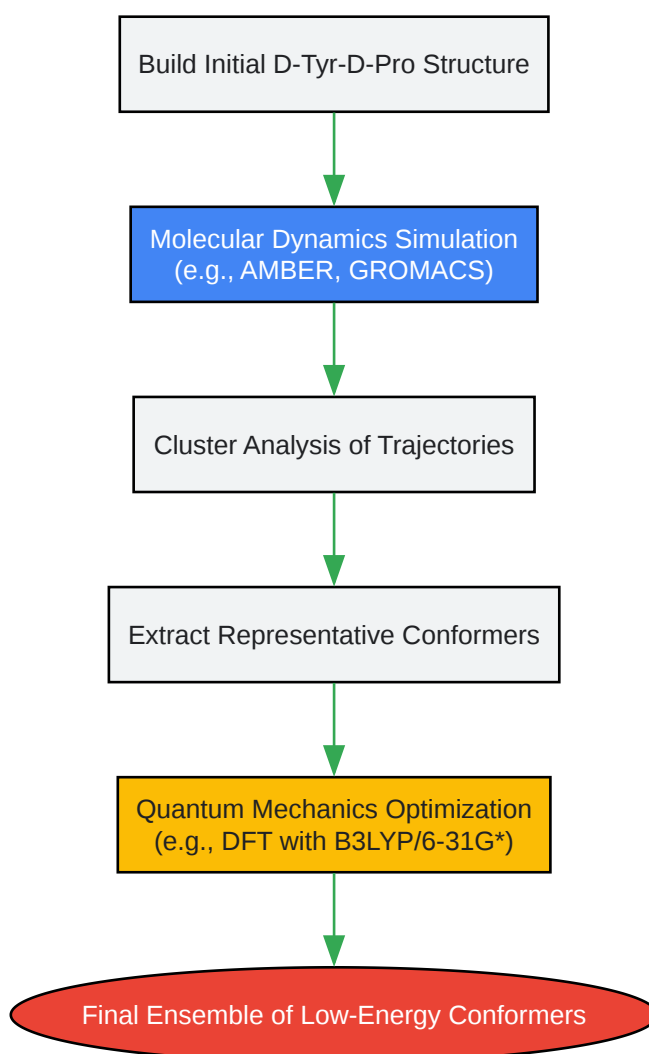 Build Initial D-Tyr-D-Pro Structure
Molecular Dynamics Simulation
(e.g., AMBER, GROMACS)
Cluster Analysis of Trajectories
Extract Representative Conformers
Quantum Mechanics Optimization
(e.g., DFT with B3LYP/6-31G*)
Final Ensemble of Low-Energy Conformers